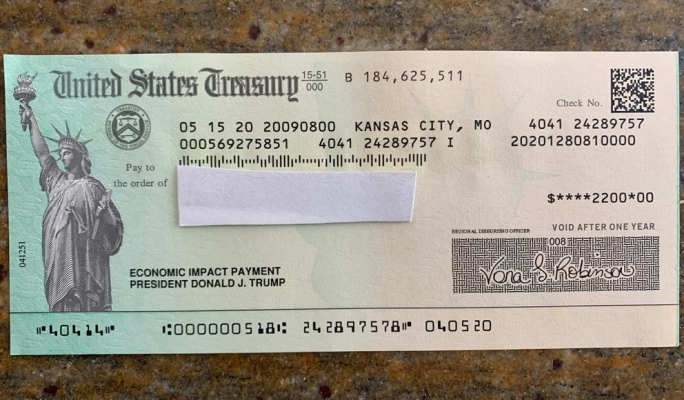 United States Treasury 15-51 000 B 184,625,511
Check No.
05 15 20 20090800 KANSAS CITY, MO 4041 24289757
000569275851 4041 24289757 I 20201280810000
Pay to
the order of
$****2200*00
REGIONAL DISBURSING OFFICER VOID AFTER ONE YEAR
008
041251
Vona S. Robinson
ECONOMIC IMPACT PAYMENT
PRESIDENT DONALD J. TRUMP
⑈40414⑈ ⑆000000518⑆ 242897578⑈ 040520